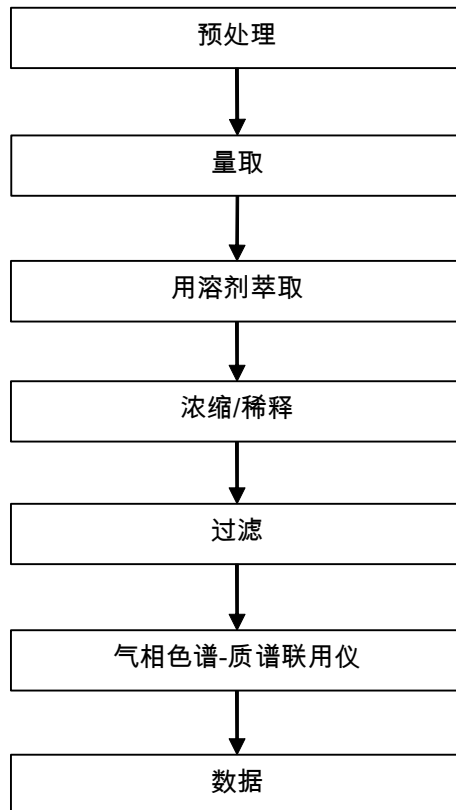 预处理
量取
用溶剂萃取
浓缩/稀释
过滤
气相色谱-质谱联用仪
数据